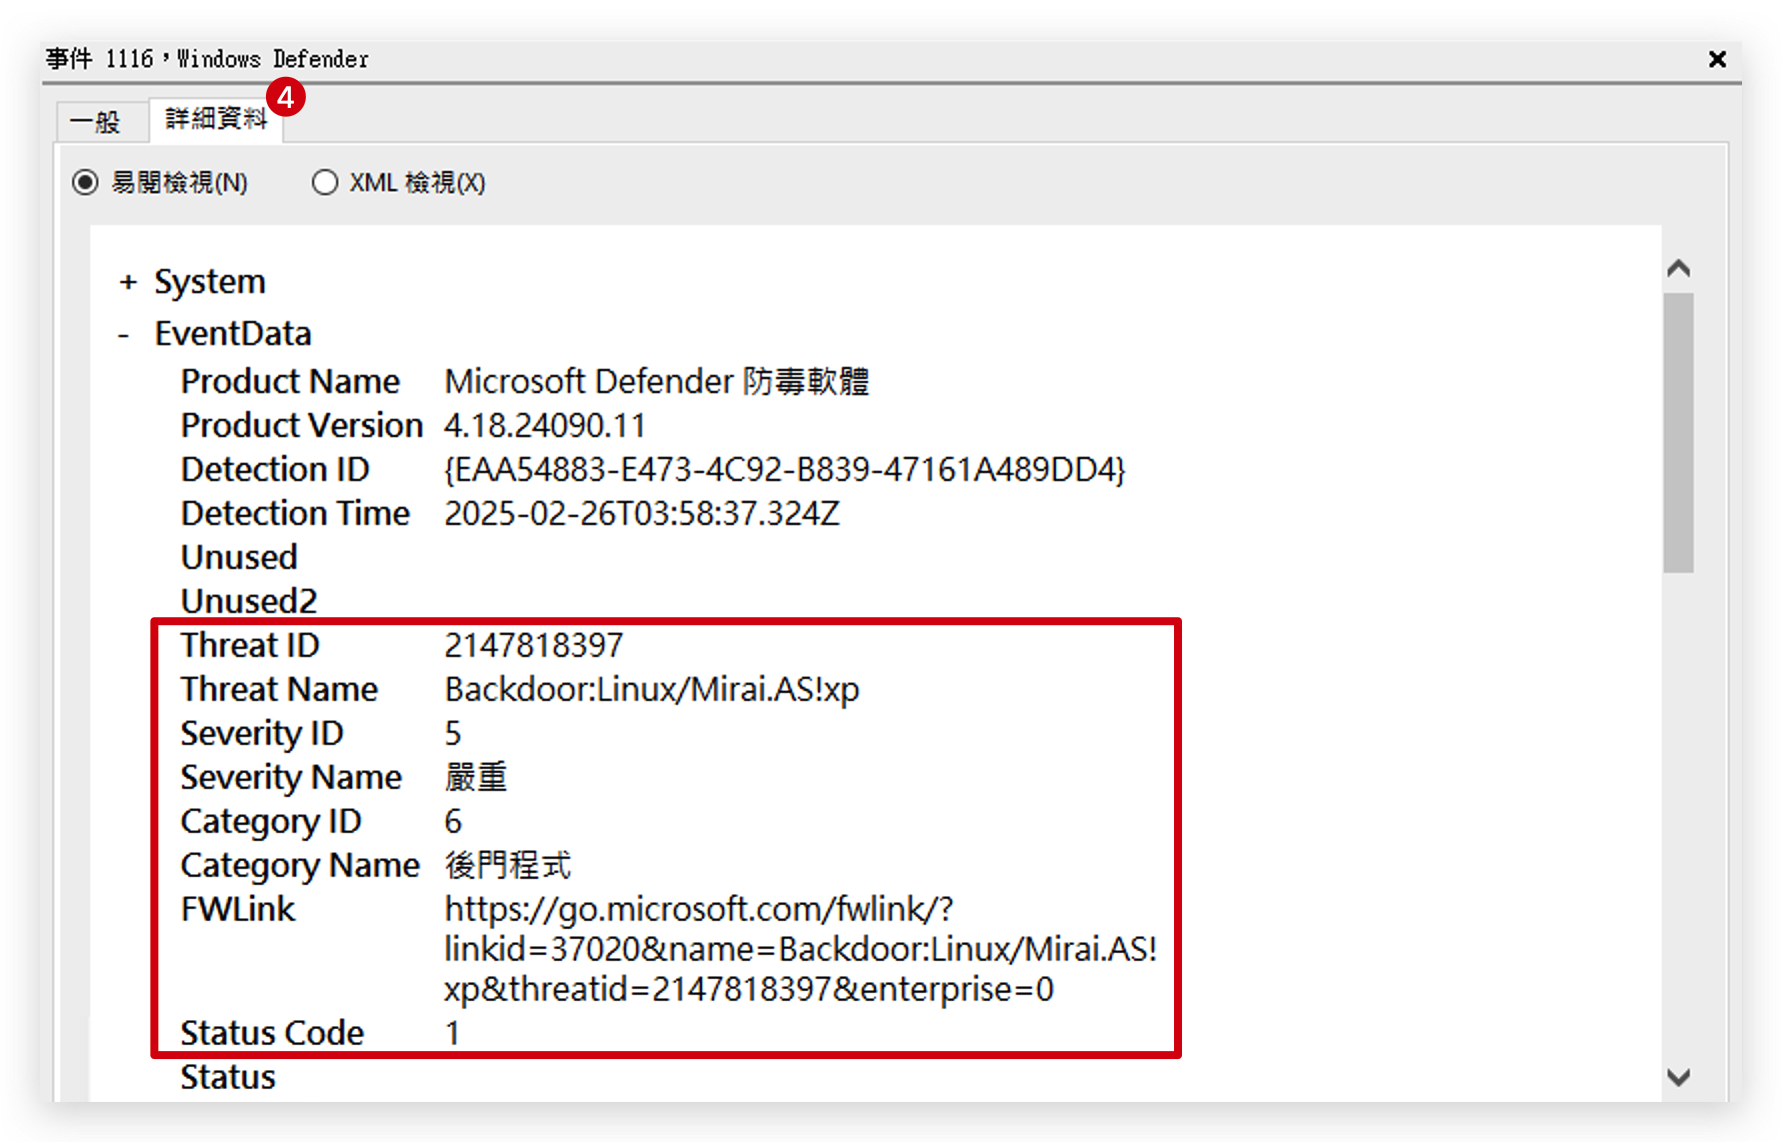 事件 1116，Windows Defender
一般
詳細資料
4
易閱檢視(N)
XML 檢視(X)
+ System
- EventData
Product Name Microsoft Defender 防毒軟體
Product Version 4.18.24090.11
Detection ID {EAA54883-E473-4C92-B839-47161A489DD4}
Detection Time 2025-02-26T03:58:37.324Z
Unused
Unused2
Threat ID 2147818397
Threat Name Backdoor:Linux/Mirai.AS!xp
Severity ID 5
Severity Name 嚴重
Category ID 6
Category Name 後門程式
FWLink https://go.microsoft.com/fwlink/?
linkid=37020&name=Backdoor:Linux/Mirai.AS!
xp&threatid=2147818397&enterprise=0
Status Code 1
Status